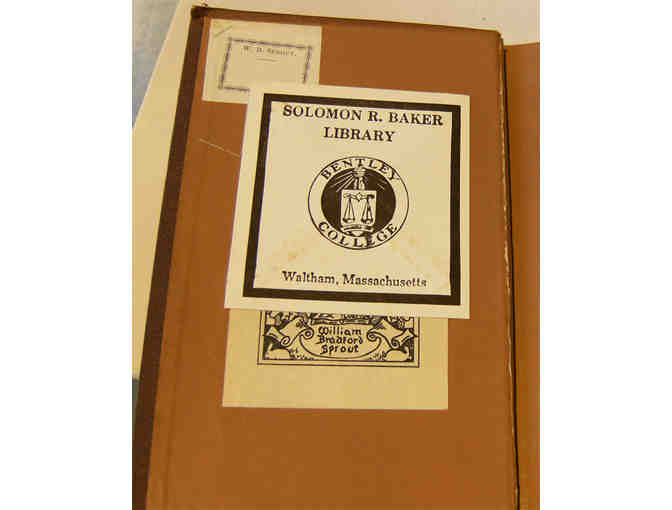 W. B. SPROUT.
SOLOMON R. BAKER
LIBRARY
BENTLEY
COLLEGE
Waltham, Massachusetts
William
Bradford
Sprout